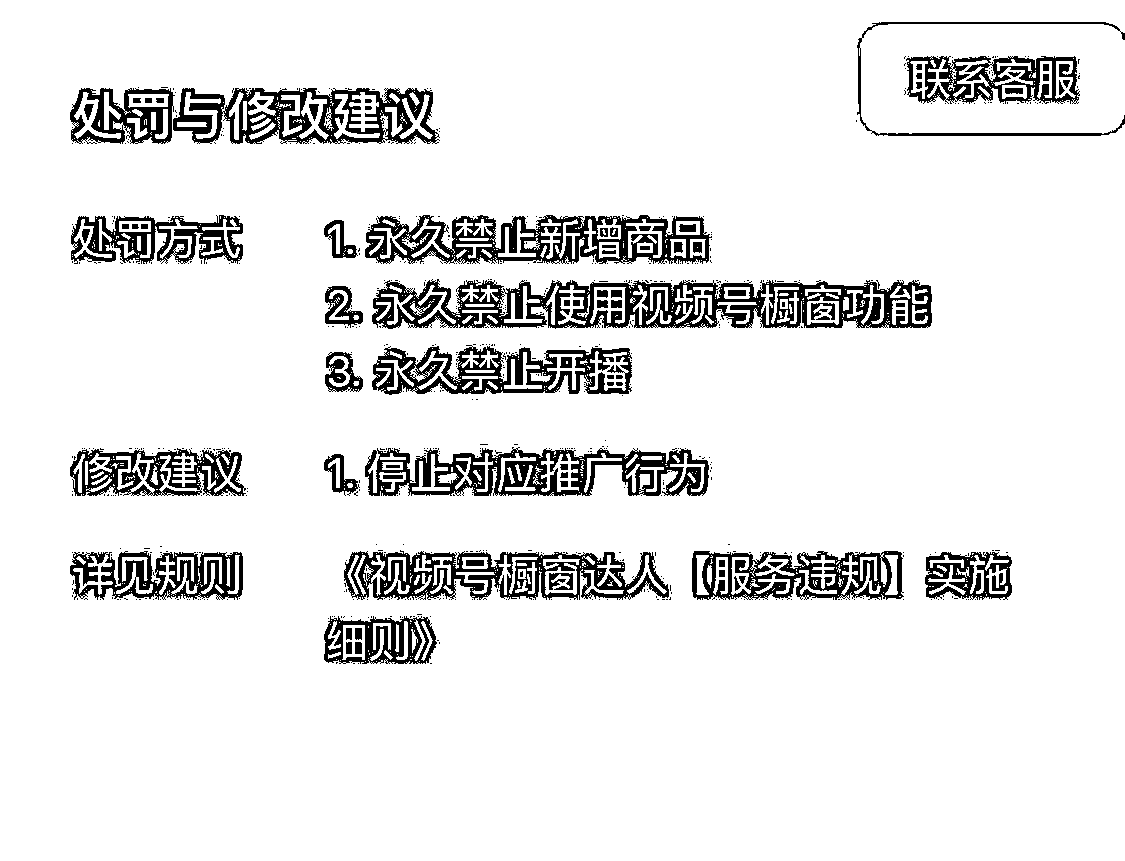 联系客服
处罚与修改建议
处罚方式
1. 永久禁止新增商品
2. 永久禁止使用视频号橱窗功能
3. 永久禁止开播
修改建议
1. 停止对应推广行为
详见规则
《视频号橱窗达人【服务违规】实施
细则》